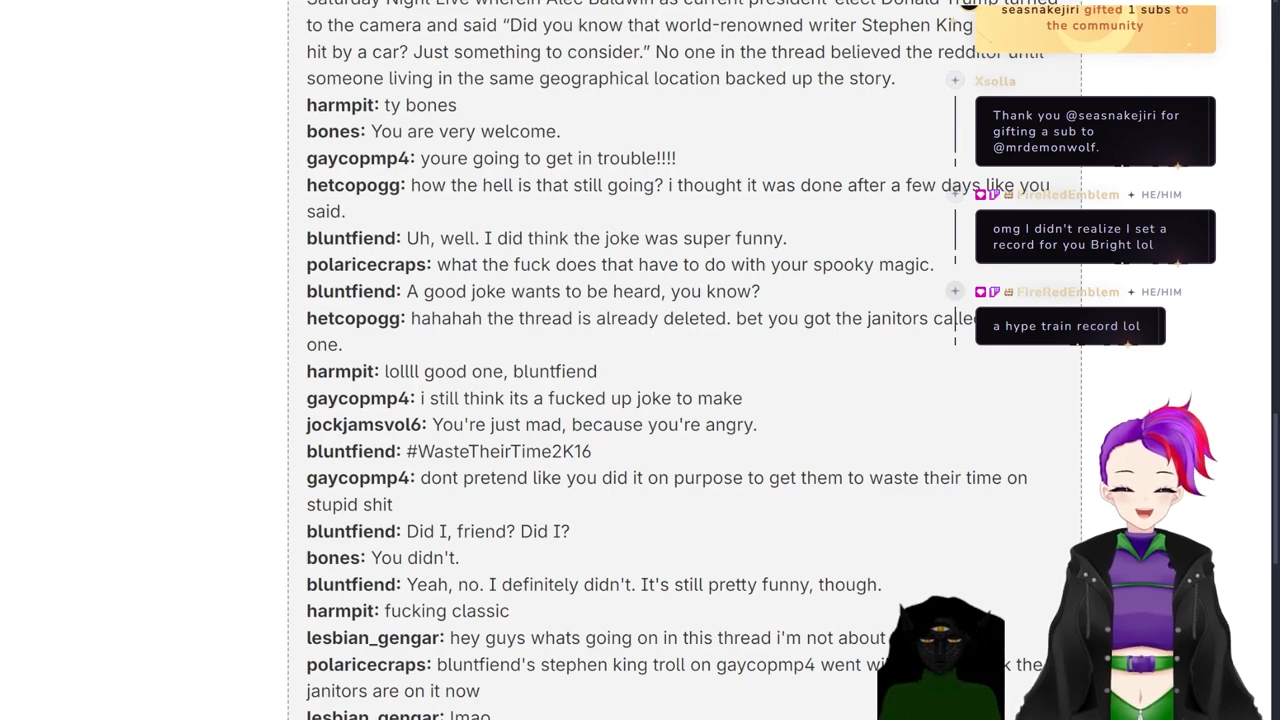 Saturday Night Live wherein Alec Baldwin as current president-elect Donald Trump turned
to the camera and said “Did you know that world-renowned writer Stephen King
hit by a car? Just something to consider.” No one in the thread believed the redditor until
someone living in the same geographical location backed up the story.
harmpit: ty bones
bones: You are very welcome.
gaycopmp4: youre going to get in trouble!!!!
hetcopogg: how the hell is that still going? i thought it was done after a few days like you
said.
bluntfiend: Uh, well. I did think the joke was super funny.
polaricecraps: what the fuck does that have to do with your spooky magic.
bluntfiend: A good joke wants to be heard, you know?
hetcopogg: hahahah the thread is already deleted. bet you got the janitors called
one.
harmpit: lollll good one, bluntfiend
gaycopmp4: i still think its a fucked up joke to make
jockjamsvol6: You're just mad, because you're angry.
bluntfiend: #WasteTheirTime2K16
gaycopmp4: dont pretend like you did it on purpose to get them to waste their time on
stupid shit
bluntfiend: Did I, friend? Did I?
bones: You didn't.
bluntfiend: Yeah, no. I definitely didn't. It's still pretty funny, though.
harmpit: fucking classic
lesbian_gengar: hey guys whats going on in this thread i'm not about
polaricecraps: bluntfiend's stephen king troll on gaycopmp4 went the
janitors are on it now
lesbian_gengar: lmao
seasnakejiri gifted 1 subs to
the community
Xsolla
Thank you @seasnakejiri for
gifting a sub to
@mrdemonwolf.
FireRedEmblem HE/HIM
omg I didn't realize I set a
record for you Bright lol
FireRedEmblem HE/HIM
a hype train record lol